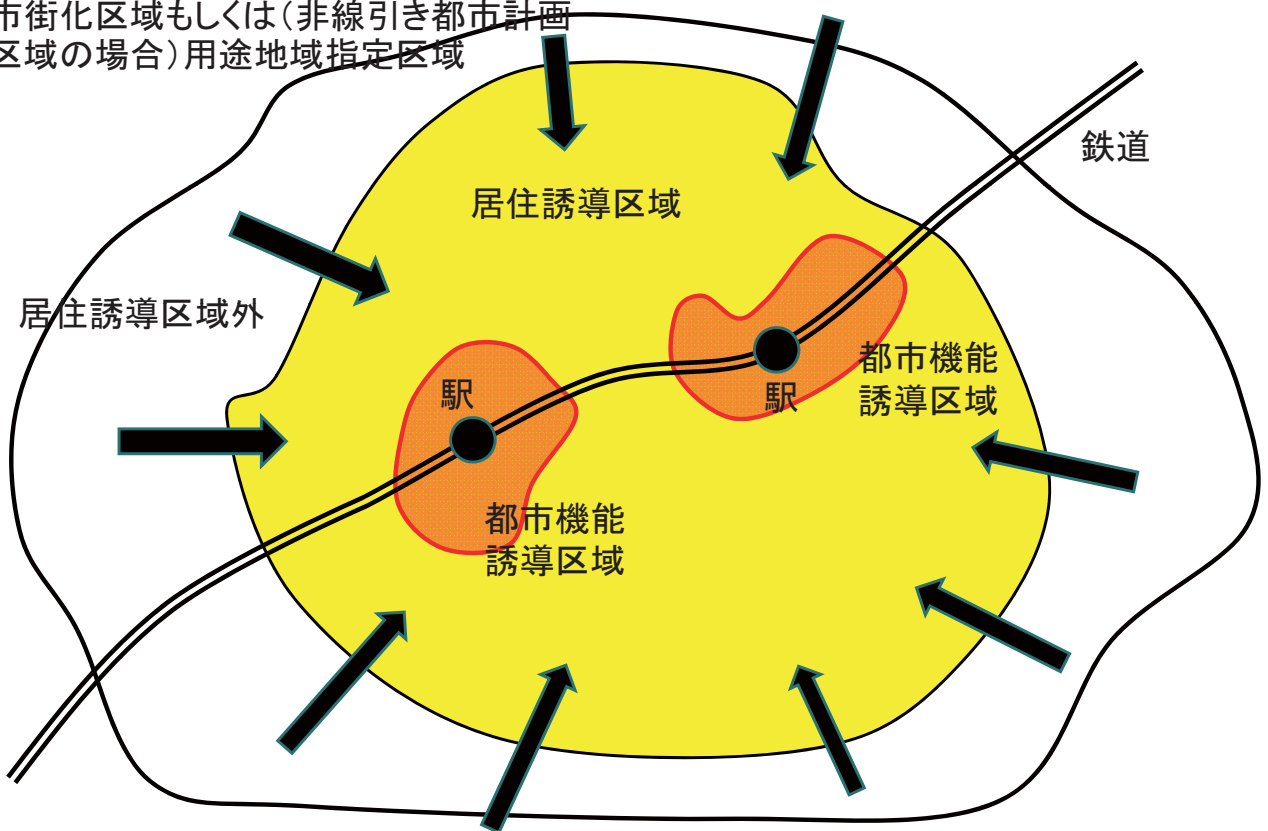 市街化区域もしくは（非線引き都市計画
区域の場合）用途地域指定区域
鉄道
居住誘導区域
居住誘導区域外
都市機能
誘導区域
駅
駅
都市機能
誘導区域